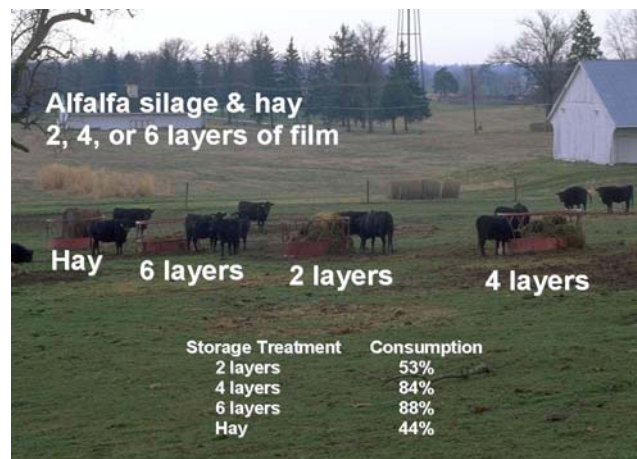 Alfalfa silage & hay
2, 4, or 6 layers of film
Hay
6 layers
2 layers
4 layers
Storage Treatment Consumption
2 layers 53%
4 layers 84%
6 layers 88%
Hay 44%